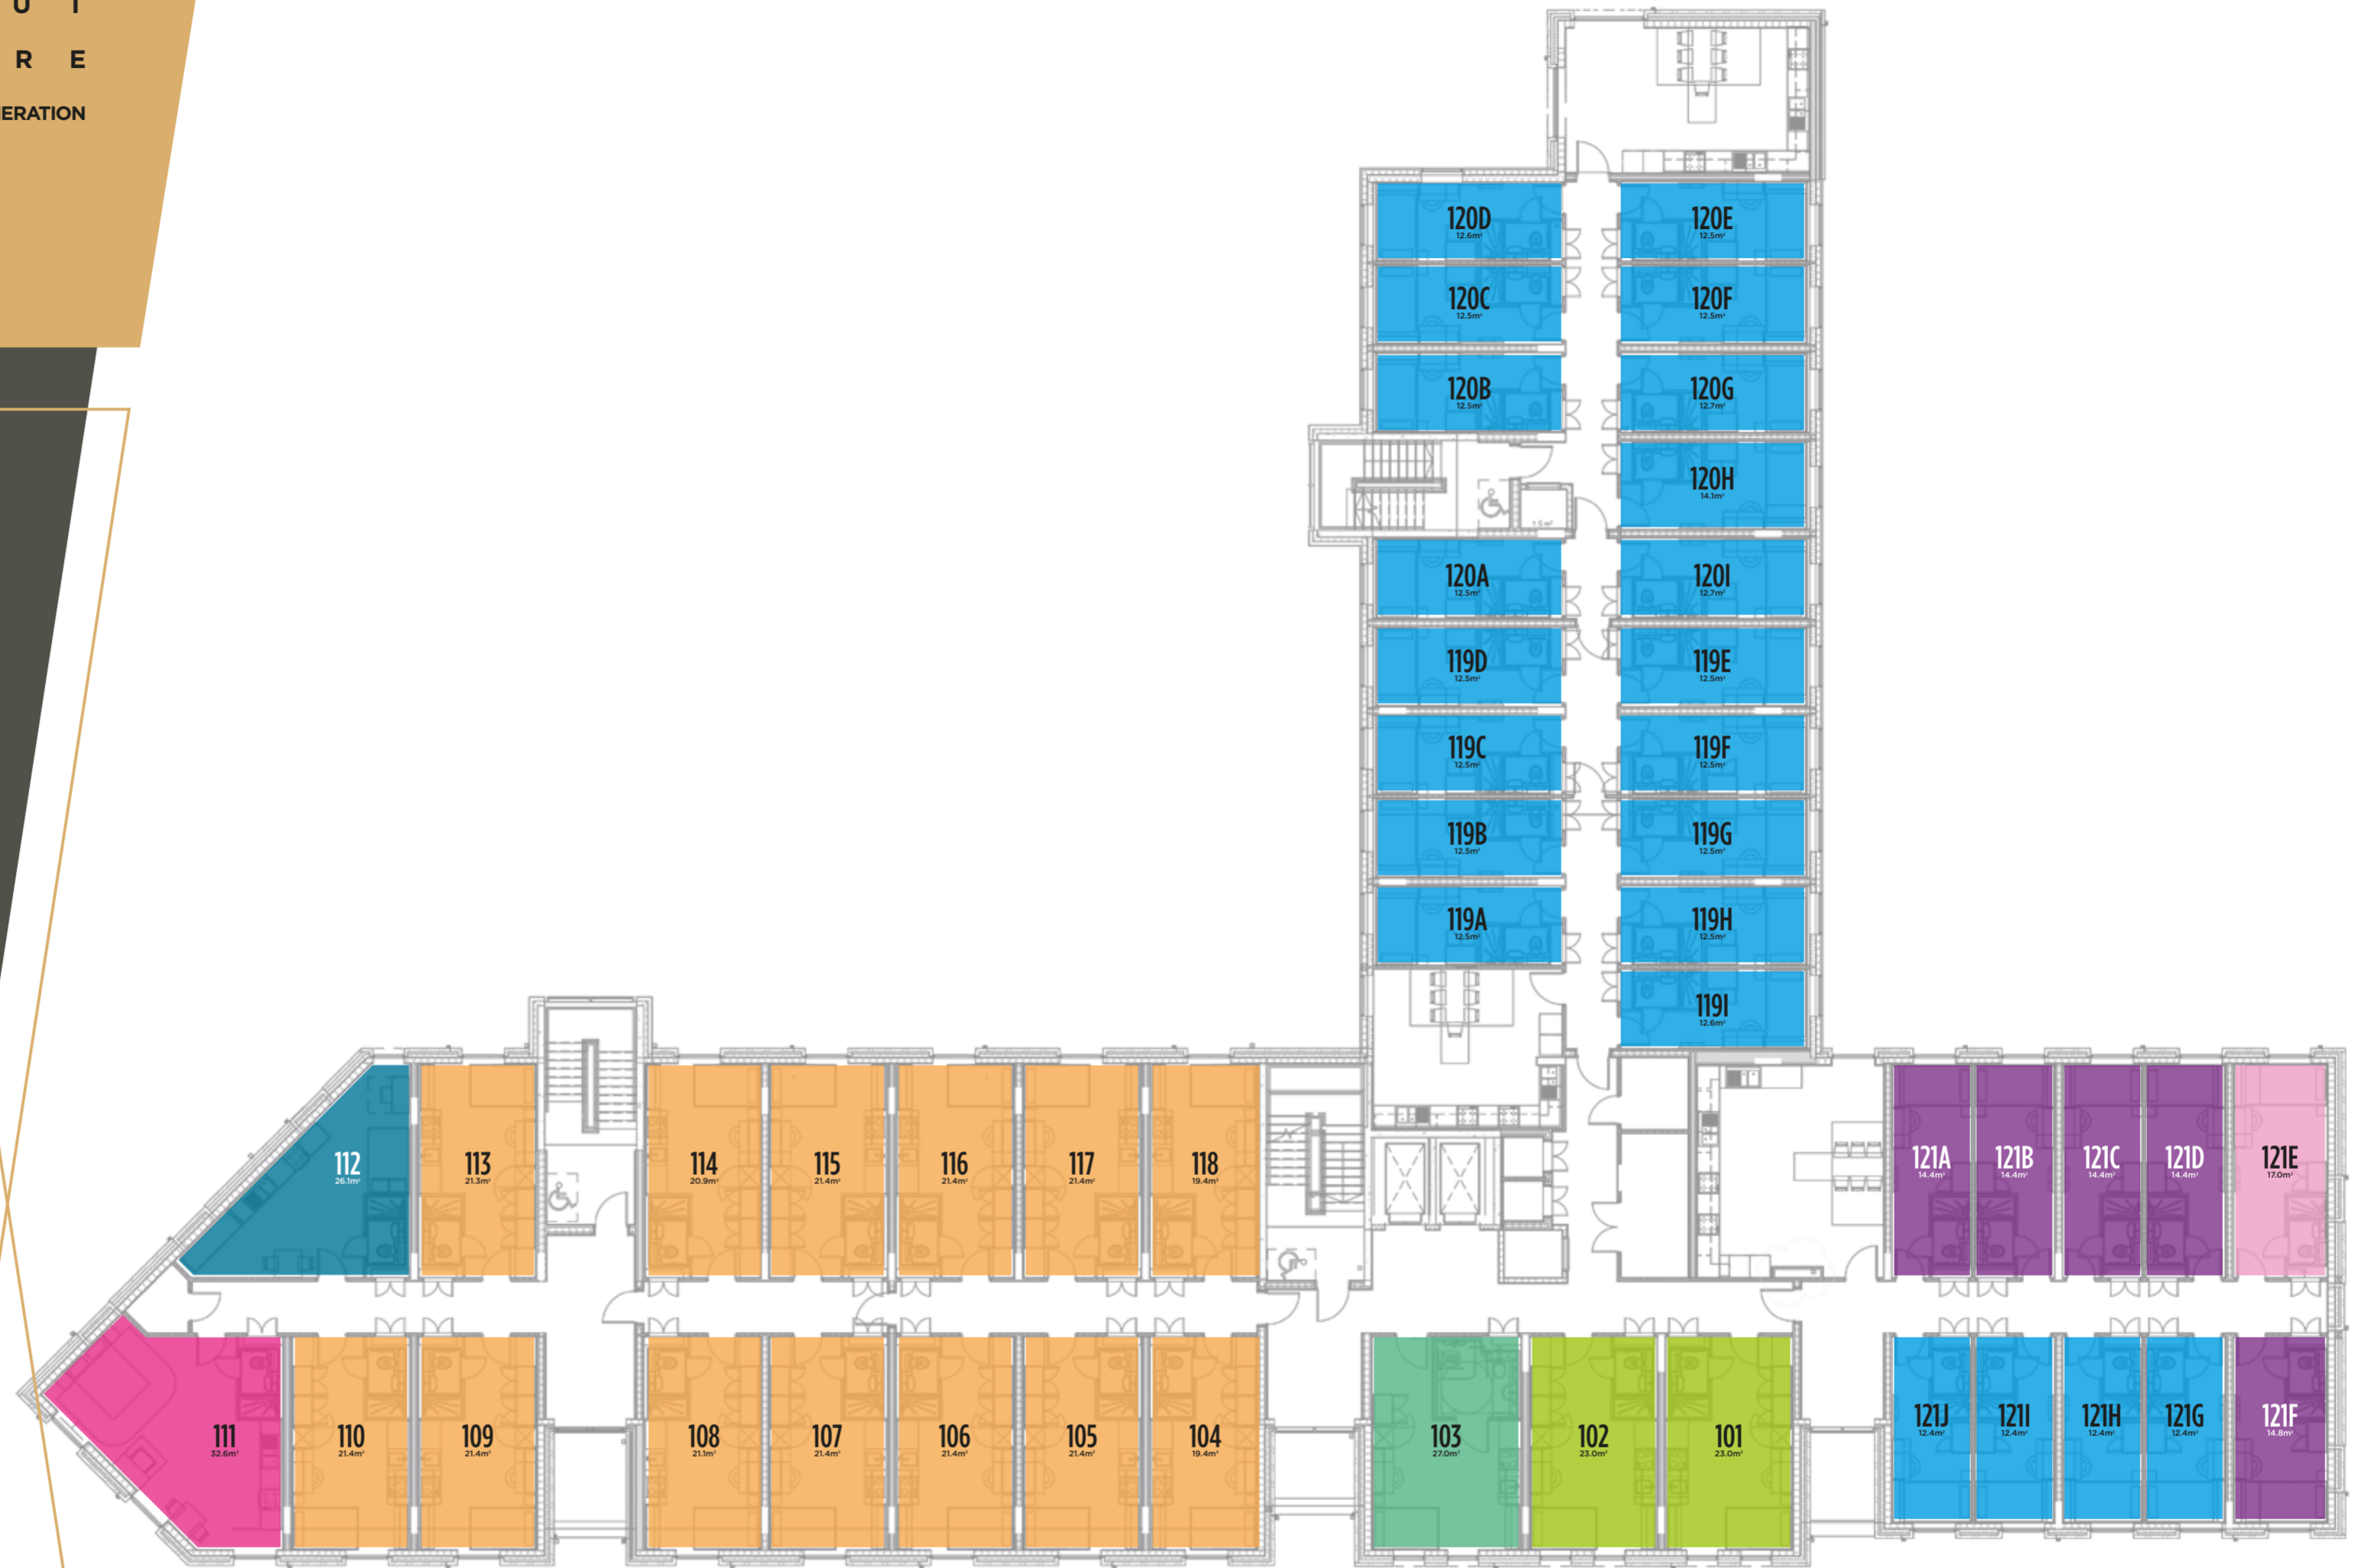 U T
R E
ERATION
120D
12.6m²
120E
12.5m²
120C
12.5m²
120F
12.5m²
120B
12.5m²
120G
12.7m²
120H
14.1m²
1.5 m²
120A
12.5m²
120I
12.7m²
119D
12.5m²
119E
12.5m²
119C
12.5m²
119F
12.5m²
119B
12.5m²
119G
12.5m²
119A
12.5m²
119H
12.5m²
119I
12.6m²
112
26.1m²
113
21.3m²
114
20.9m²
115
21.4m²
116
21.4m²
117
21.4m²
118
19.4m²
121A
14.4m²
121B
14.4m²
121C
14.4m²
121D
14.4m²
121E
17.0m²
111
32.6m²
110
21.4m²
109
21.4m²
108
21.1m²
107
21.4m²
106
21.4m²
105
21.4m²
104
19.4m²
103
27.0m²
102
23.0m²
101
23.0m²
121J
12.4m²
121I
12.4m²
121H
12.4m²
121G
12.4m²
121F
14.8m²